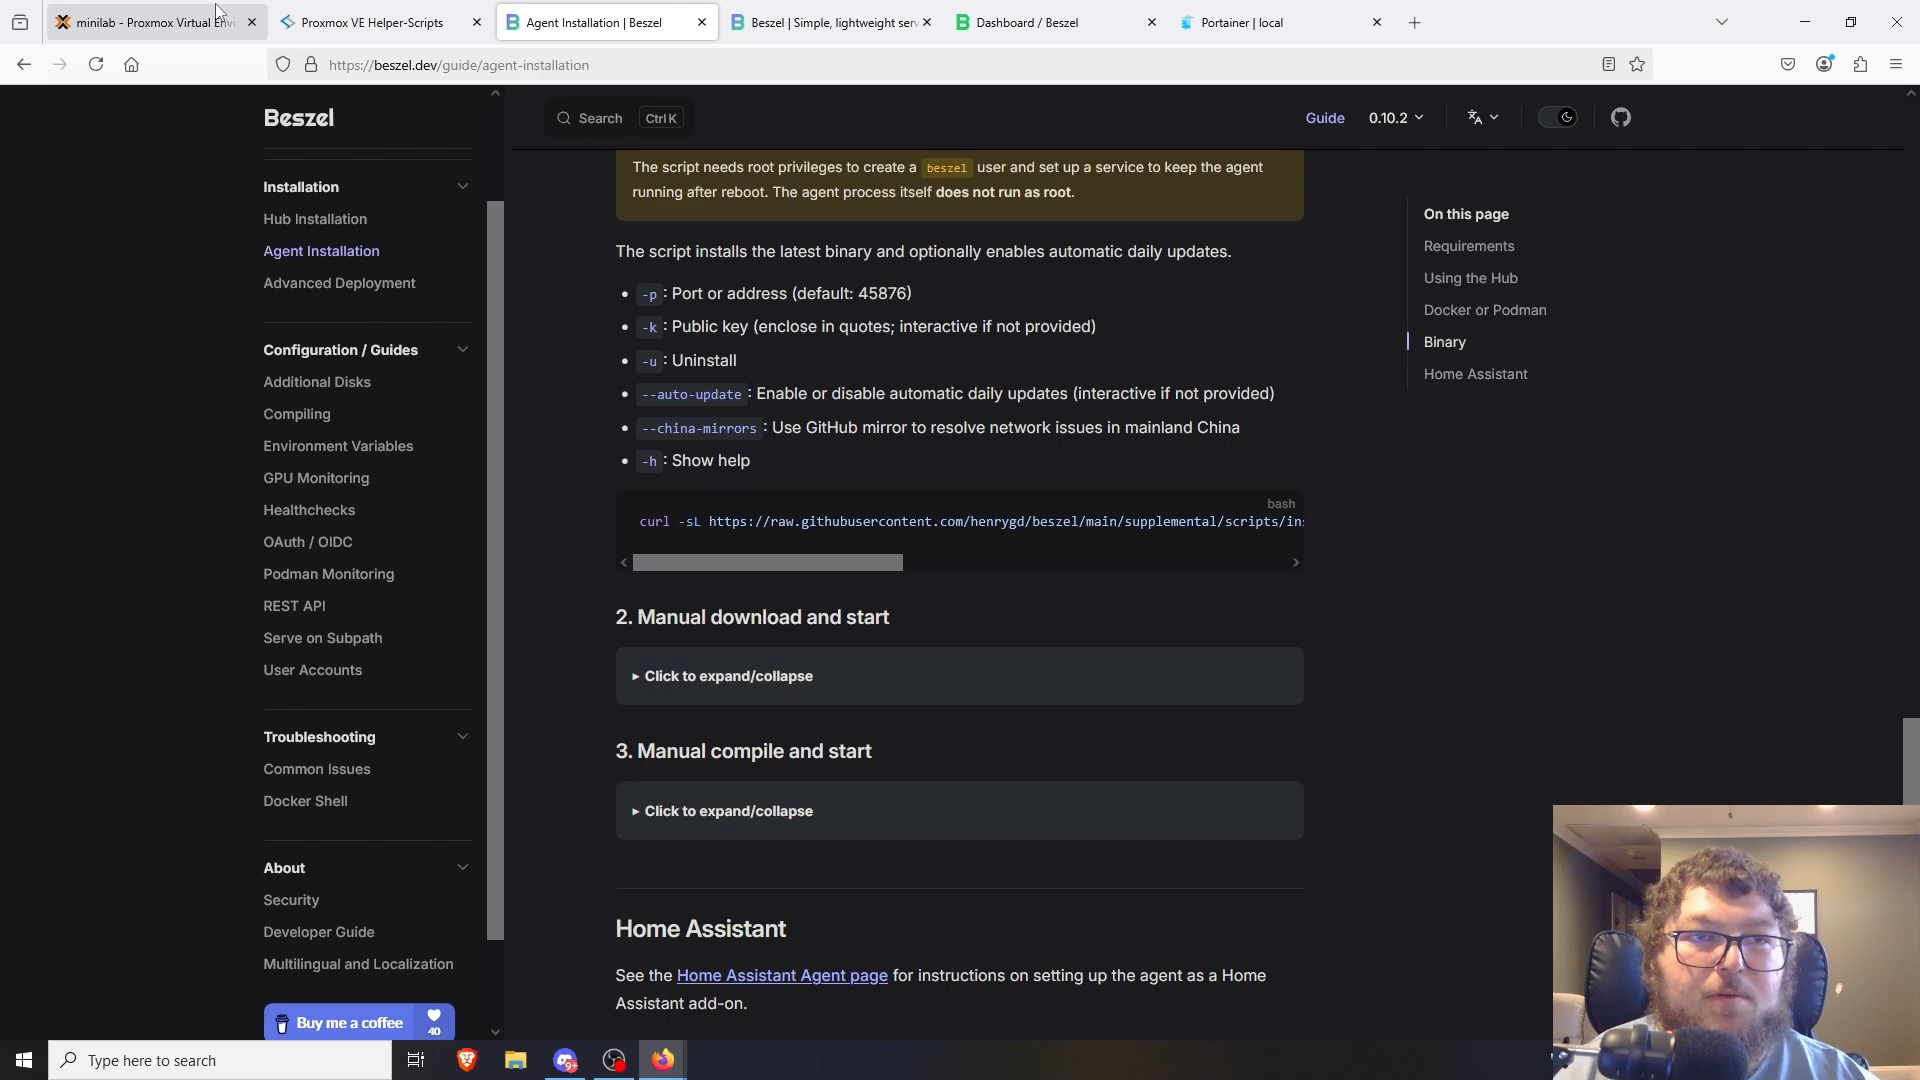 minilab - Proxmox Virtual Enve
Proxmox VE Helper-Scripts
Agent Installation | Beszel
Beszel | Simple, lightweight serv
Dashboard / Beszel
Portainer | local
https://beszel.dev/guide/agent-installation
Beszel
Search
Ctrl K
Guide
0.10.2
Installation
Hub Installation
Agent Installation
Advanced Deployment
Configuration / Guides
Additional Disks
Compiling
Environment Variables
GPU Monitoring
Healthchecks
OAuth / OIDC
Podman Monitoring
REST API
Serve on Subpath
User Accounts
Troubleshooting
Common Issues
Docker Shell
About
Security
Developer Guide
Multilingual and Localization
Buy me a coffee
40
The script needs root privileges to create a beszel user and set up a service to keep the agent
running after reboot. The agent process itself does not run as root.
The script installs the latest binary and optionally enables automatic daily updates.
-p: Port or address (default: 45876)
-k: Public key (enclose in quotes; interactive if not provided)
-u: Uninstall
--auto-update: Enable or disable automatic daily updates (interactive if not provided)
--china-mirrors: Use GitHub mirror to resolve network issues in mainland China
-h: Show help
bash
curl -sL https://raw.githubusercontent.com/henrygd/beszel/main/supplemental/scripts/ins
2. Manual download and start
Click to expand/collapse
3. Manual compile and start
Click to expand/collapse
Home Assistant
See the Home Assistant Agent page for instructions on setting up the agent as a Home
Assistant add-on.
On this page
Requirements
Using the Hub
Docker or Podman
Binary
Home Assistant
Type here to search
9+